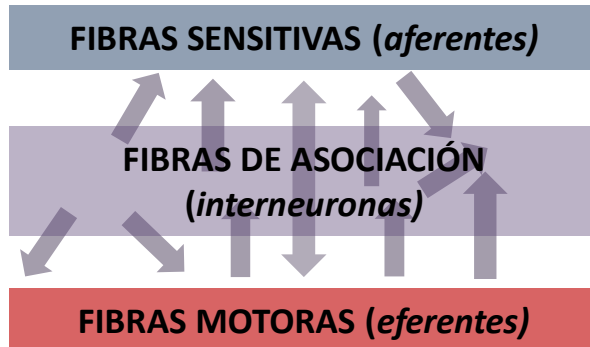 FIBRAS SENSITIVAS (aferentes)
FIBRAS DE ASOCIACIÓN
(interneuronas)
FIBRAS MOTORAS (eferentes)